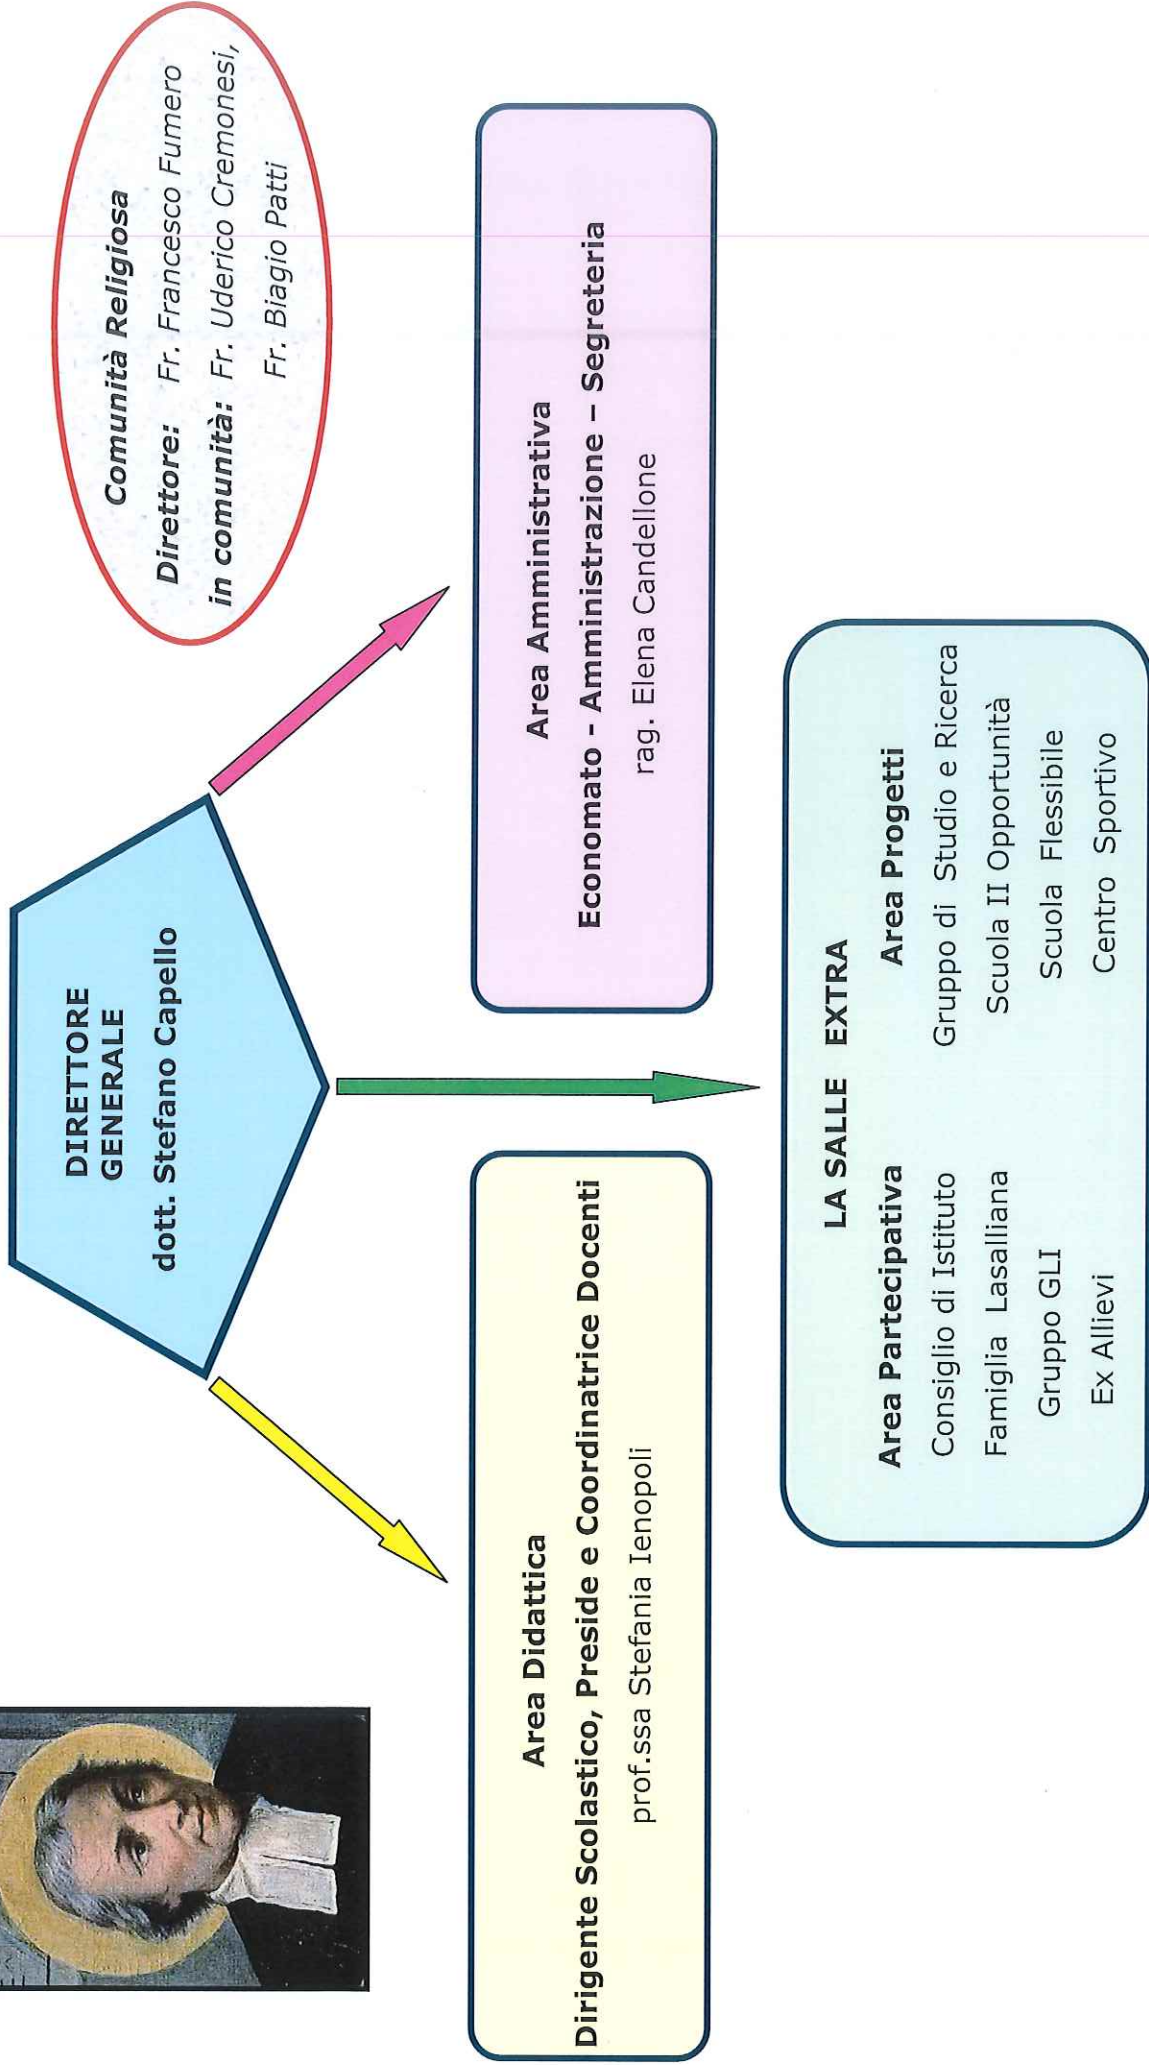 DIRETTORE
GENERALE
dott. Stefano Capello
Comunità Religiosa
Direttore: Fr. Francesco Fumero
in comunità: Fr. Uderico Cremonesi,
Fr. Biagio Patti
Area Didattica
Dirigente Scolastico, Preside e Coordinatrice Docenti
prof.ssa Stefania Ienopoli
Area Amministrativa
Economato - Amministrazione – Segreteria
rag. Elena Candellone
LA SALLE EXTRA
Area Partecipativa
Consiglio di Istituto
Famiglia Lasalliana
Gruppo GLI
Ex Allievi
Area Progetti
Gruppo di Studio e Ricerca
Scuola II Opportunità
Scuola Flessibile
Centro Sportivo